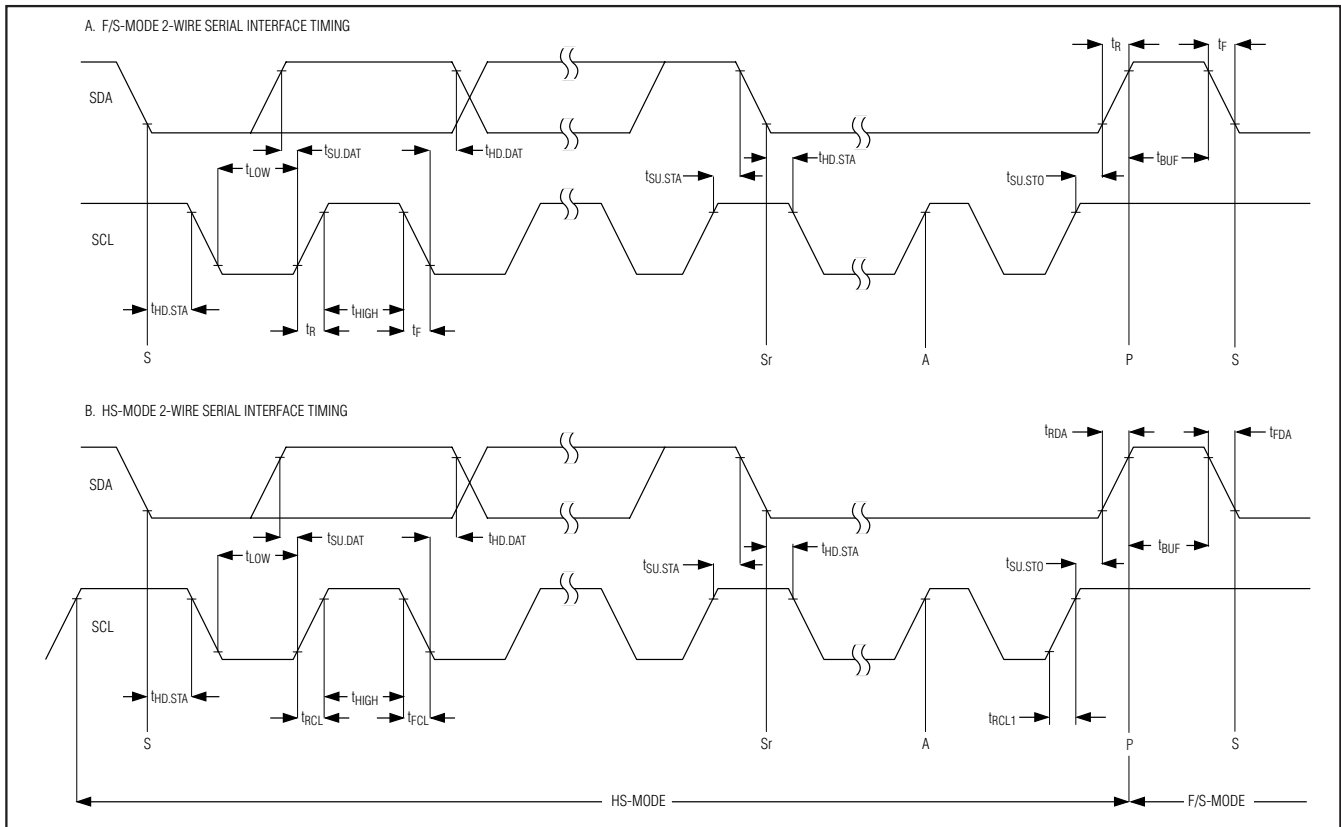 A. F/S-MODE 2-WIRE SERIAL INTERFACE TIMING
tR
tF
SDA
tSU.DAT
tHD.DAT
tLOW
tHD.STA
tBUF
tSU.STA
tSU.STO
SCL
tHD.STA
tR
tHIGH
tF
S
Sr
A
P
S
B. HS-MODE 2-WIRE SERIAL INTERFACE TIMING
tRDA
tFDA
SDA
tSU.DAT
tHD.DAT
tLOW
tHD.STA
tBUF
tSU.STA
tSU.STO
SCL
tHD.STA
tRCL
tHIGH
tFCL
tRCL1
S
Sr
A
P
S
HS-MODE
F/S-MODE